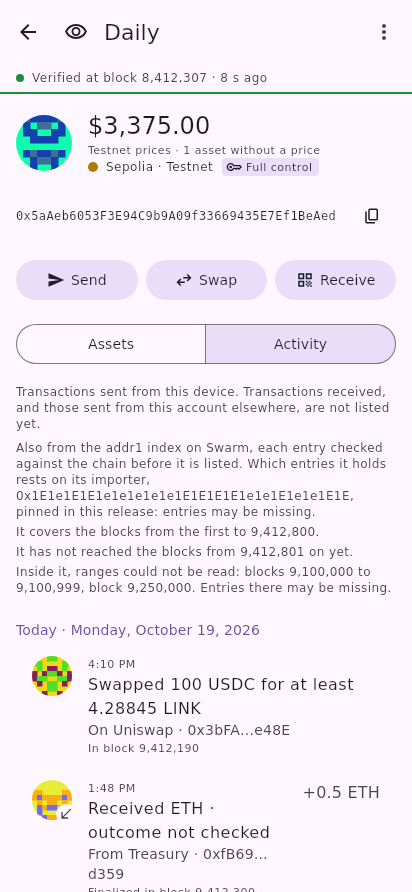 Daily
Verified at block 8,412,307 · 8 s ago
$3,375.00
Testnet prices · 1 asset without a price
Sepolia · Testnet
Full control
0x5aAeb6053F3E94C9b9A09f33669435E7Ef1BeAed
Send
Swap
Receive
Assets
Activity
Transactions sent from this device. Transactions received,
and those sent from this account elsewhere, are not listed
yet.
Also from the addr1 index on Swarm, each entry checked
against the chain before it is listed. Which entries it holds
rests on its importer,
0x1E1e1E1E1e1e1e1e1e1E1E1E1E1e1e1E1e1e1E1E,
pinned in this release: entries may be missing.
It covers the blocks from the first to 9,412,800.
It has not reached the blocks from 9,412,801 on yet.
Inside it, ranges could not be read: blocks 9,100,000 to
9,100,999, block 9,250,000. Entries there may be missing.
Today · Monday, October 19, 2026
4:10 PM
Swapped 100 USDC for at least
4.28845 LINK
On Uniswap · 0x3bFA…e48E
In block 9,412,190
1:48 PM
+0.5 ETH
Received ETH ·
outcome not checked
From Treasury · 0xfB69…
d359
Finalized in block 9,412,300